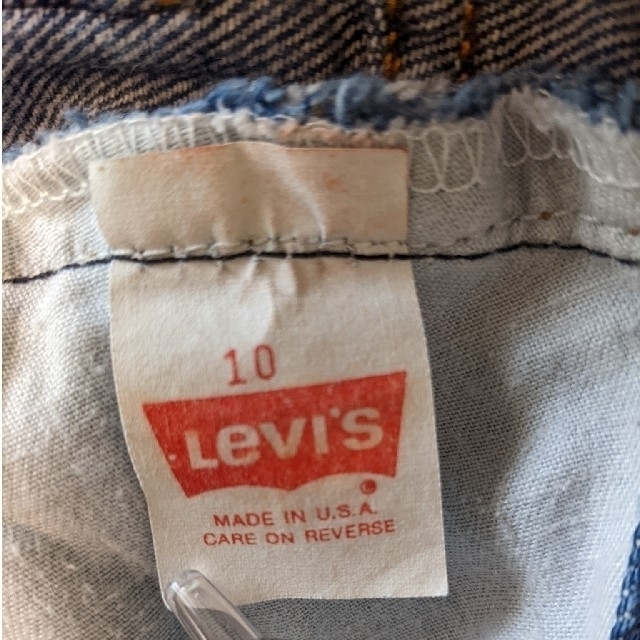 10
LeVI'S
MADE IN U.S.A.
CARE ON REVERSE